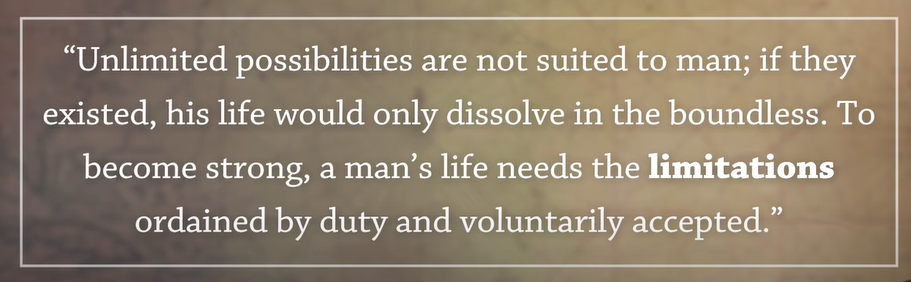 “Unlimited possibilities are not suited to man; if they
existed, his life would only dissolve in the boundless. To
become strong, a man’s life needs the limitations
ordained by duty and voluntarily accepted.”